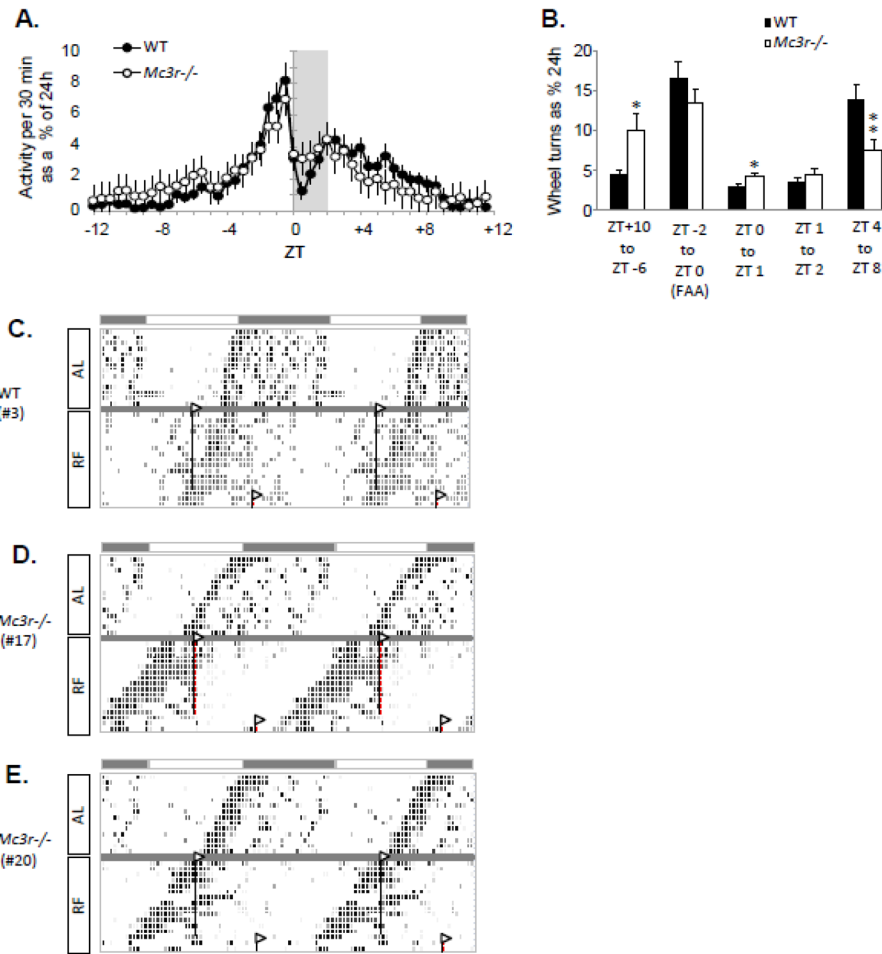 A.
WT
Mc3r-/-
Activity per 30 min
as a % of 24h
10
8
6
4
2
0
-12
-8
-4
0
+4
+8
+12
ZT
B.
WT
Mc3r-/-
Wheel turns as % 24h
20
15
10
5
0
*
*
* *
ZT+10
to
ZT -6
ZT -2
to
ZT 0
(FAA)
ZT 0
to
ZT 1
ZT 1
to
ZT 2
ZT 4
to
ZT 8
C.
WT
(#3)
AL
RF
D.
Mc3r-/-
(#17)
AL
RF
E.
Mc3r-/-
(#20)
AL
RF